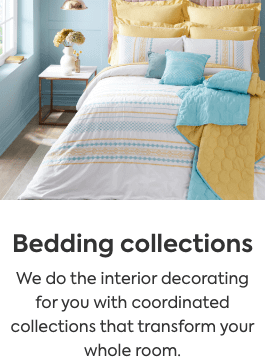 Bedding collections
We do the interior decorating
for you with coordinated
collections that transform your
whole room.